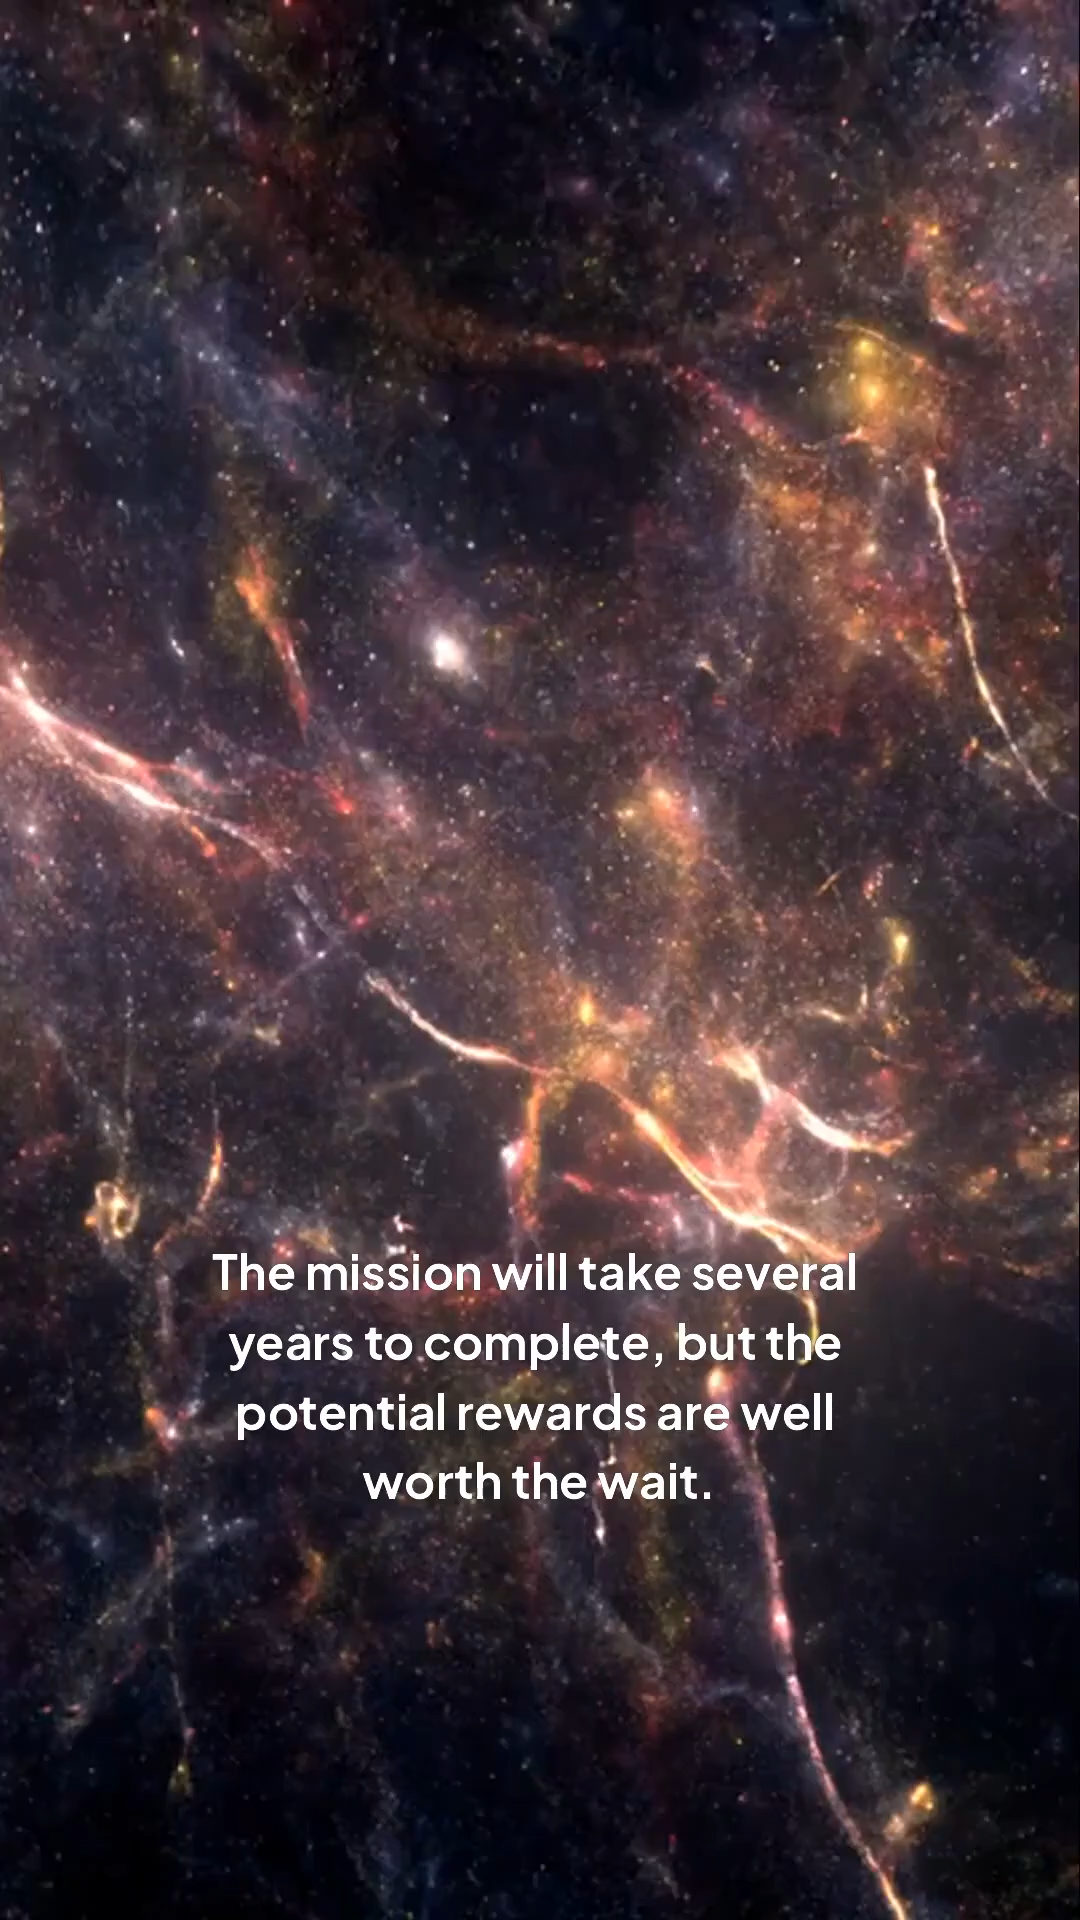 The mission will take several
years to complete, but the
potential rewards are well
worth the wait.